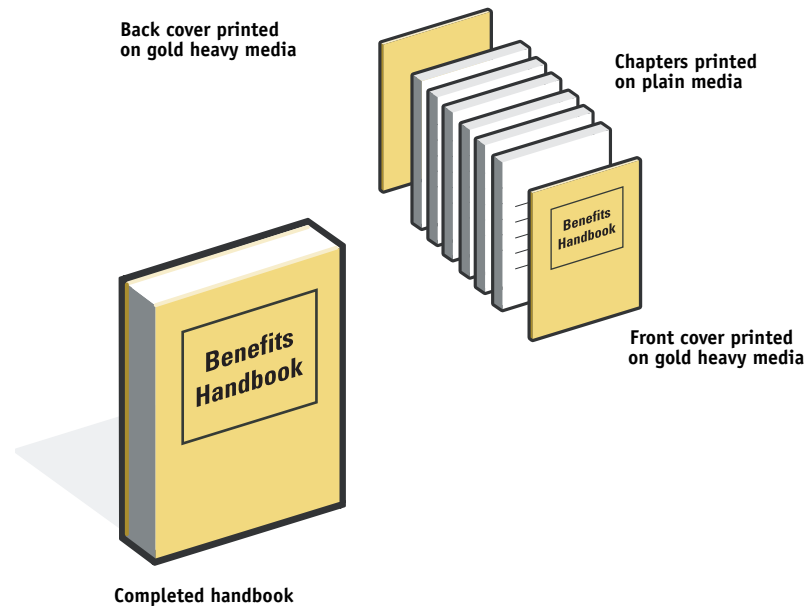 Back cover printed
on gold heavy media
Chapters printed
on plain media
Benefits
Handbook
Front cover printed
on gold heavy media
Benefits
Handbook
Completed handbook